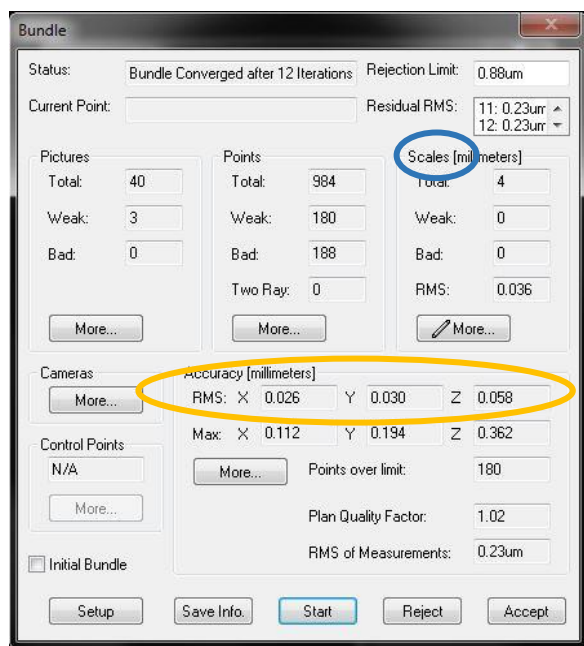 Bundle
Status: Bundle Converged after 12 Iterations Rejection Limit: 0.88um
Current Point: Residual RMS: 11: 0.23urr
12: 0.23urr
Pictures Points Scales [millimeters]
Total: 40 Total: 984 Total: 4
Weak: 3 Weak: 180 Weak: 0
Bad: 0 Bad: 188 Bad: 0
Two Ray: 0 RMS: 0.036
More... More... More...
Cameras Accuracy [millimeters]
More... RMS: X 0.026 Y 0.030 Z 0.058
Control Points Max: X 0.112 Y 0.194 Z 0.362
N/A More... Points over limit: 180
More... Plan Quality Factor: 1.02
Initial Bundle RMS of Measurements: 0.23um
Setup Save Info. Start Reject Accept